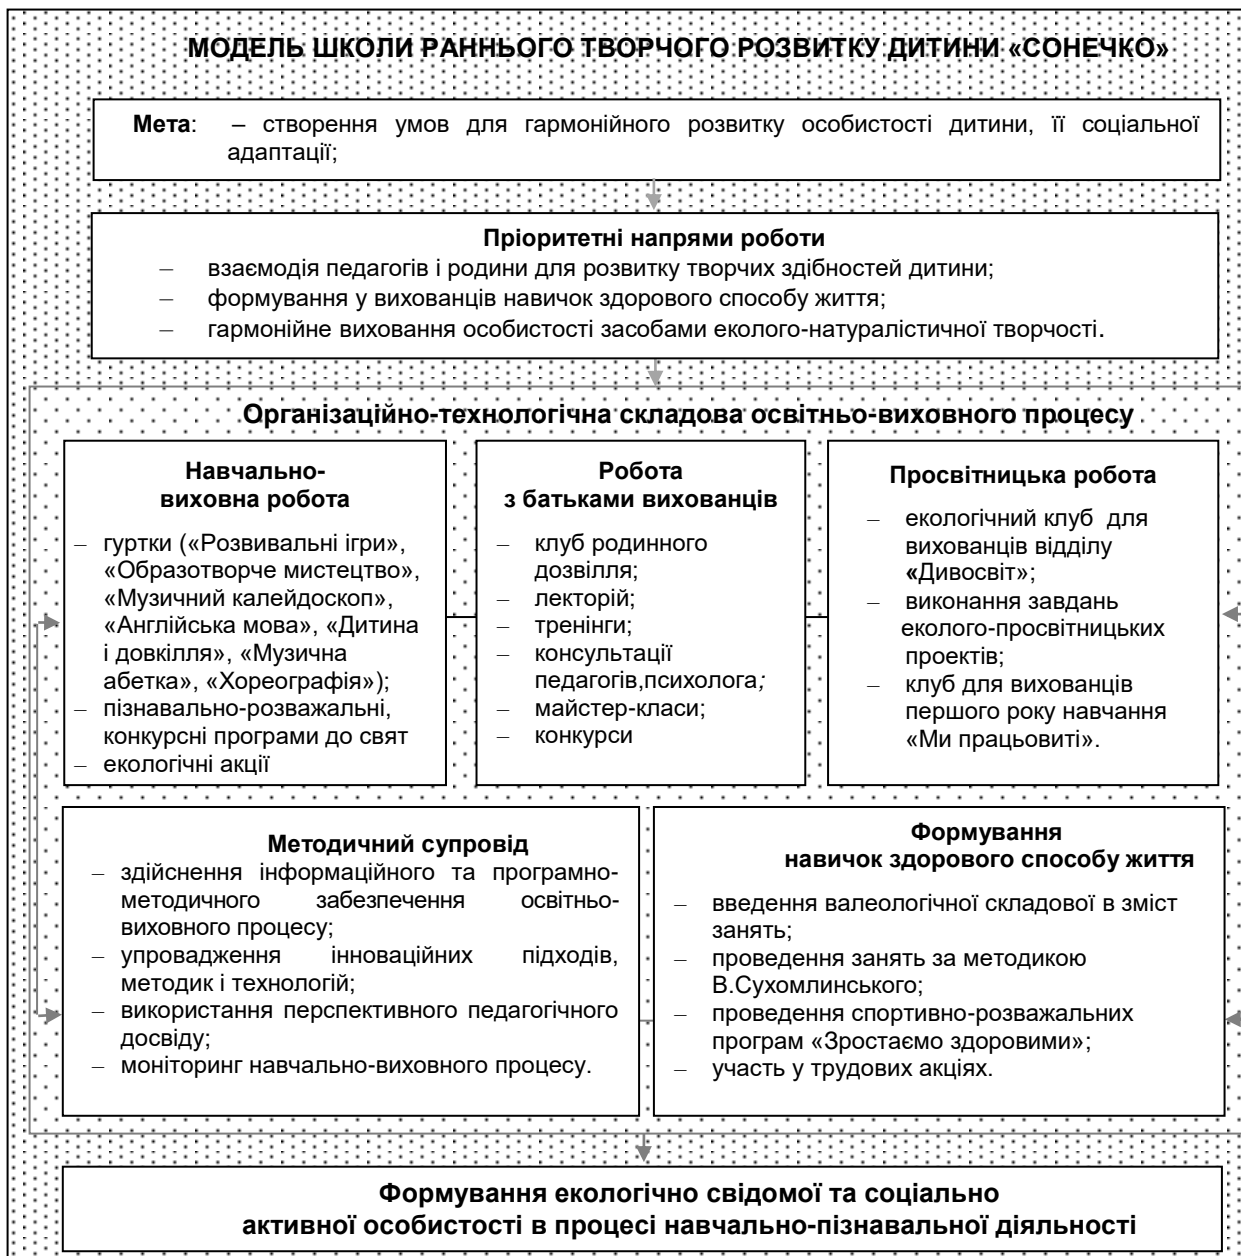 МОДЕЛЬ ШКОЛИ РАННЬОГО ТВОРЧОГО РОЗВИТКУ ДИТИНИ «СОНЕЧКО»
Мета: – створення умов для гармонійного розвитку особистості дитини, її соціальної
адаптації;
Пріоритетні напрями роботи
– взаємодія педагогів і родини для розвитку творчих здібностей дитини;
– формування у вихованців навичок здорового способу життя;
– гармонійне виховання особистості засобами еколого-натуралістичної творчості.
Організаційно-технологічна складова освітньо-виховного процесу
Навчально-
виховна робота
– гуртки («Розвивальні ігри»,
«Образотворче мистецтво»,
«Музичний калейдоскоп»,
«Англійська мова», «Дитина
і довкілля», «Музична
абетка», «Хореографія»);
– пізнавально-розважальні,
конкурсні програми до свят
– екологічні акції
Робота
з батьками вихованців
– клуб родинного
дозвілля;
– лекторій;
– тренінги;
– консультації
педагогів,психолога;
– майстер-класи;
– конкурси
Просвітницька робота
– екологічний клуб для
вихованців відділу
«Дивосвіт»;
– виконання завдань
еколого-просвітницьких
проектів;
– клуб для вихованців
першого року навчання
«Ми працьовиті».
Методичний супровід
– здійснення інформаційного та програмно-
методичного забезпечення освітньо-
виховного процесу;
– упровадження інноваційних підходів,
методик і технологій;
– використання перспективного педагогічного
досвіду;
– моніторинг навчально-виховного процесу.
Формування
навичок здорового способу життя
– введення валеологічної складової в зміст
занять;
– проведення занять за методикою
В.Сухомлинського;
– проведення спортивно-розважальних
програм «Зростаємо здоровими»;
– участь у трудових акціях.
Формування екологічно свідомої та соціально
активної особистості в процесі навчально-пізнавальної діяльності